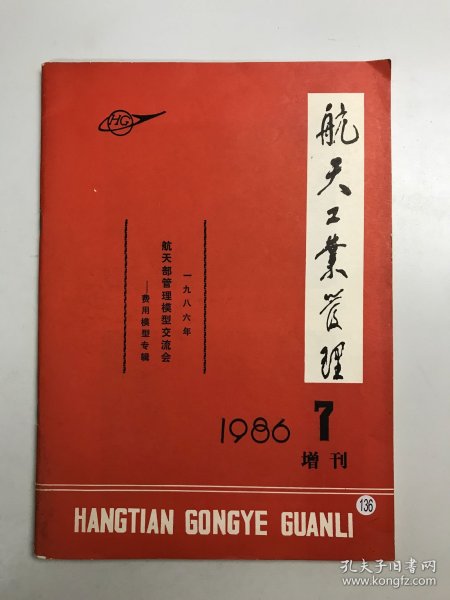 HG
航天工業管理
一九八六年
航天部管理模型交流会
——费用模型专辑
1986 7
增刊
HANGTIAN GONGYE GUANLI
136
孔夫子旧书网
www.kongfz.com